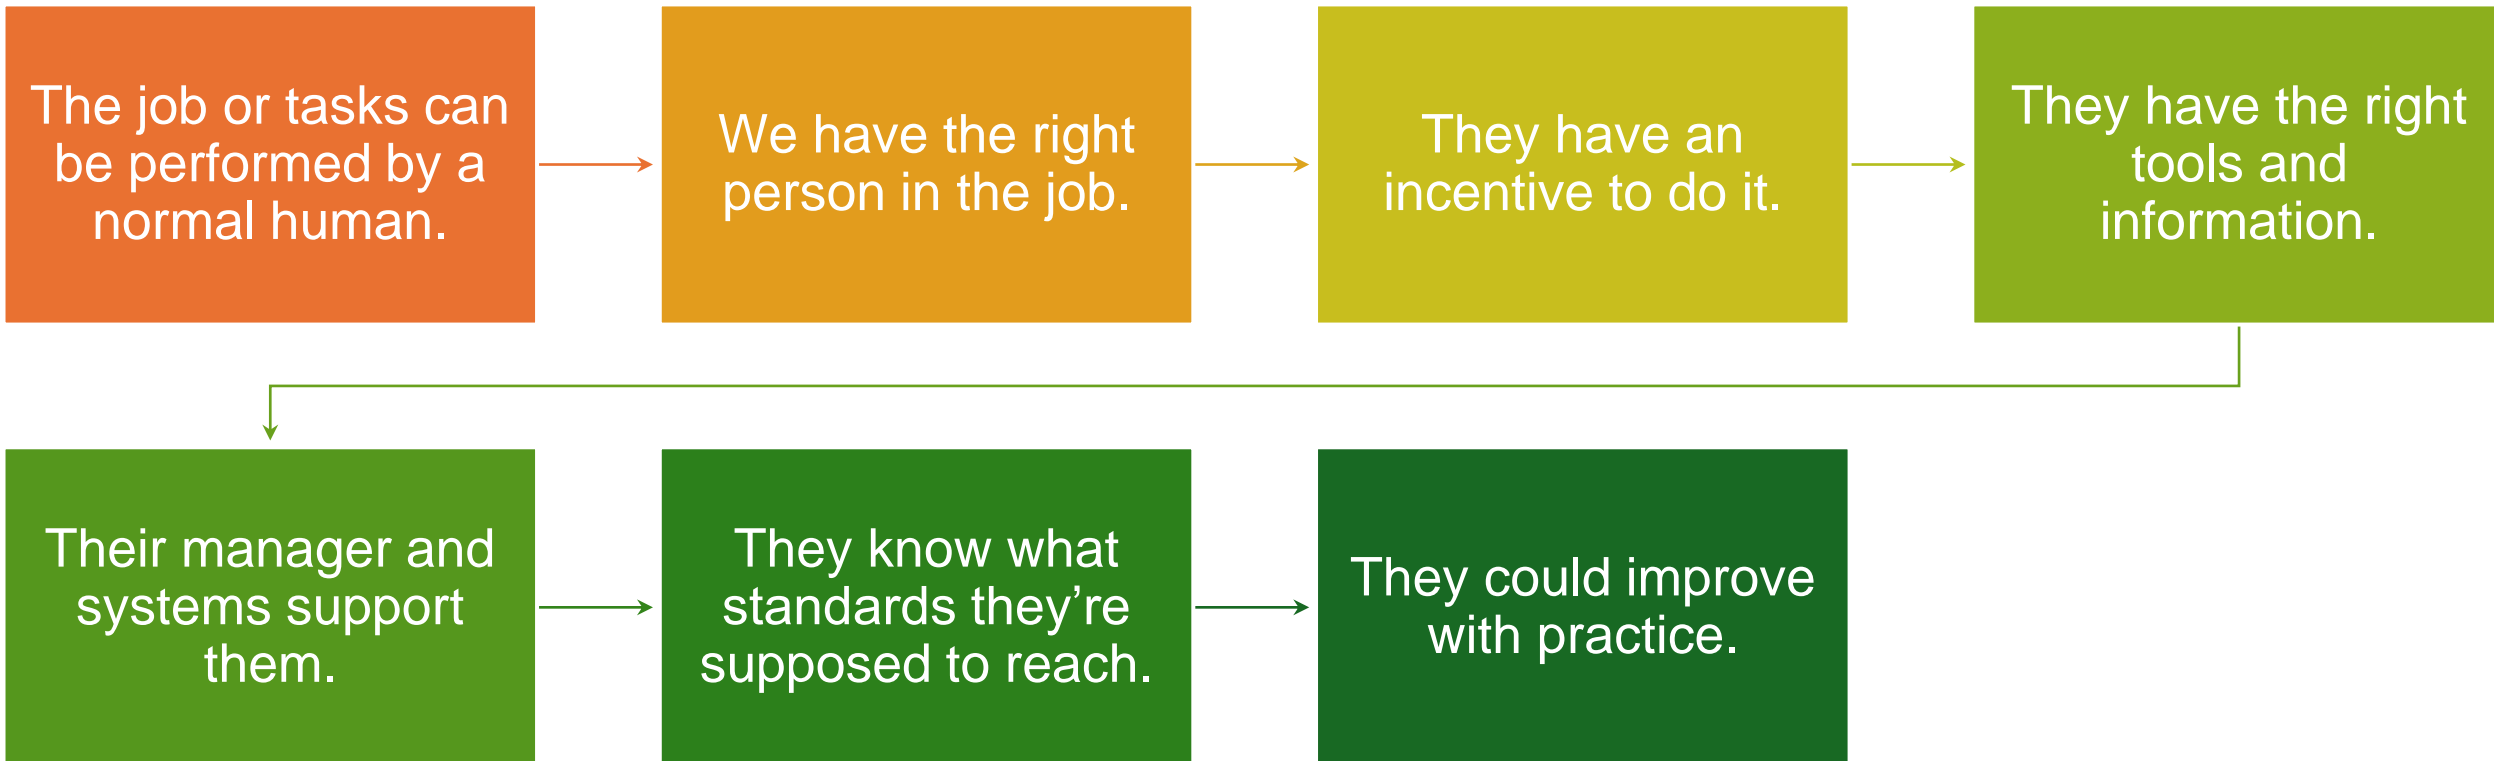 The job or tasks can
be performed by a
normal human.
We have the right
person in the job.
They have an
incentive to do it.
They have the right
tools and
information.
Their manager and
systems support
them.
They know what
standards they’re
supposed to reach.
They could improve
with practice.